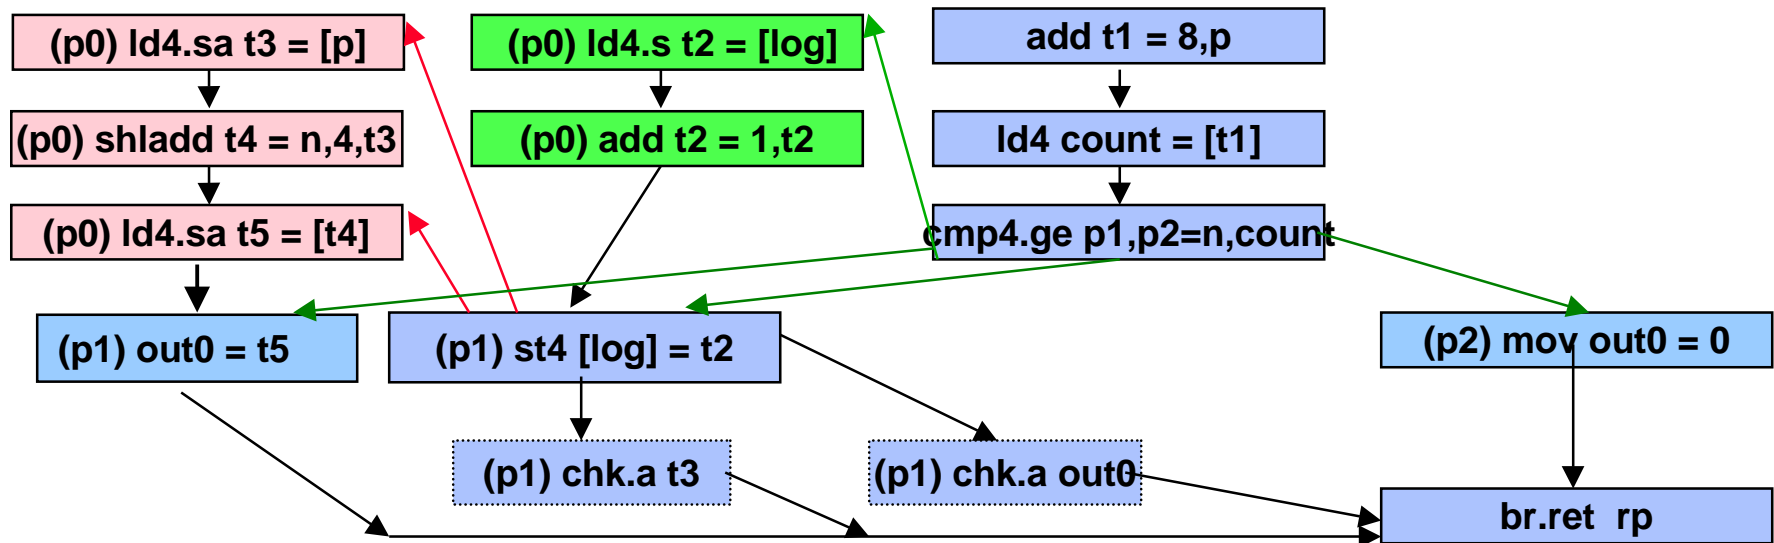 (p0) ld4.sa t3 = [p]
(p0) ld4.s t2 = [log]
add t1 = 8,p
(p0) shladd t4 = n,4,t3
(p0) add t2 = 1,t2
ld4 count = [t1]
(p0) ld4.sa t5 = [t4]
cmp4.ge p1,p2=n,count
(p1) out0 = t5
(p1) st4 [log] = t2
(p2) mov out0 = 0
(p1) chk.a t3
(p1) chk.a out0
br.ret rp